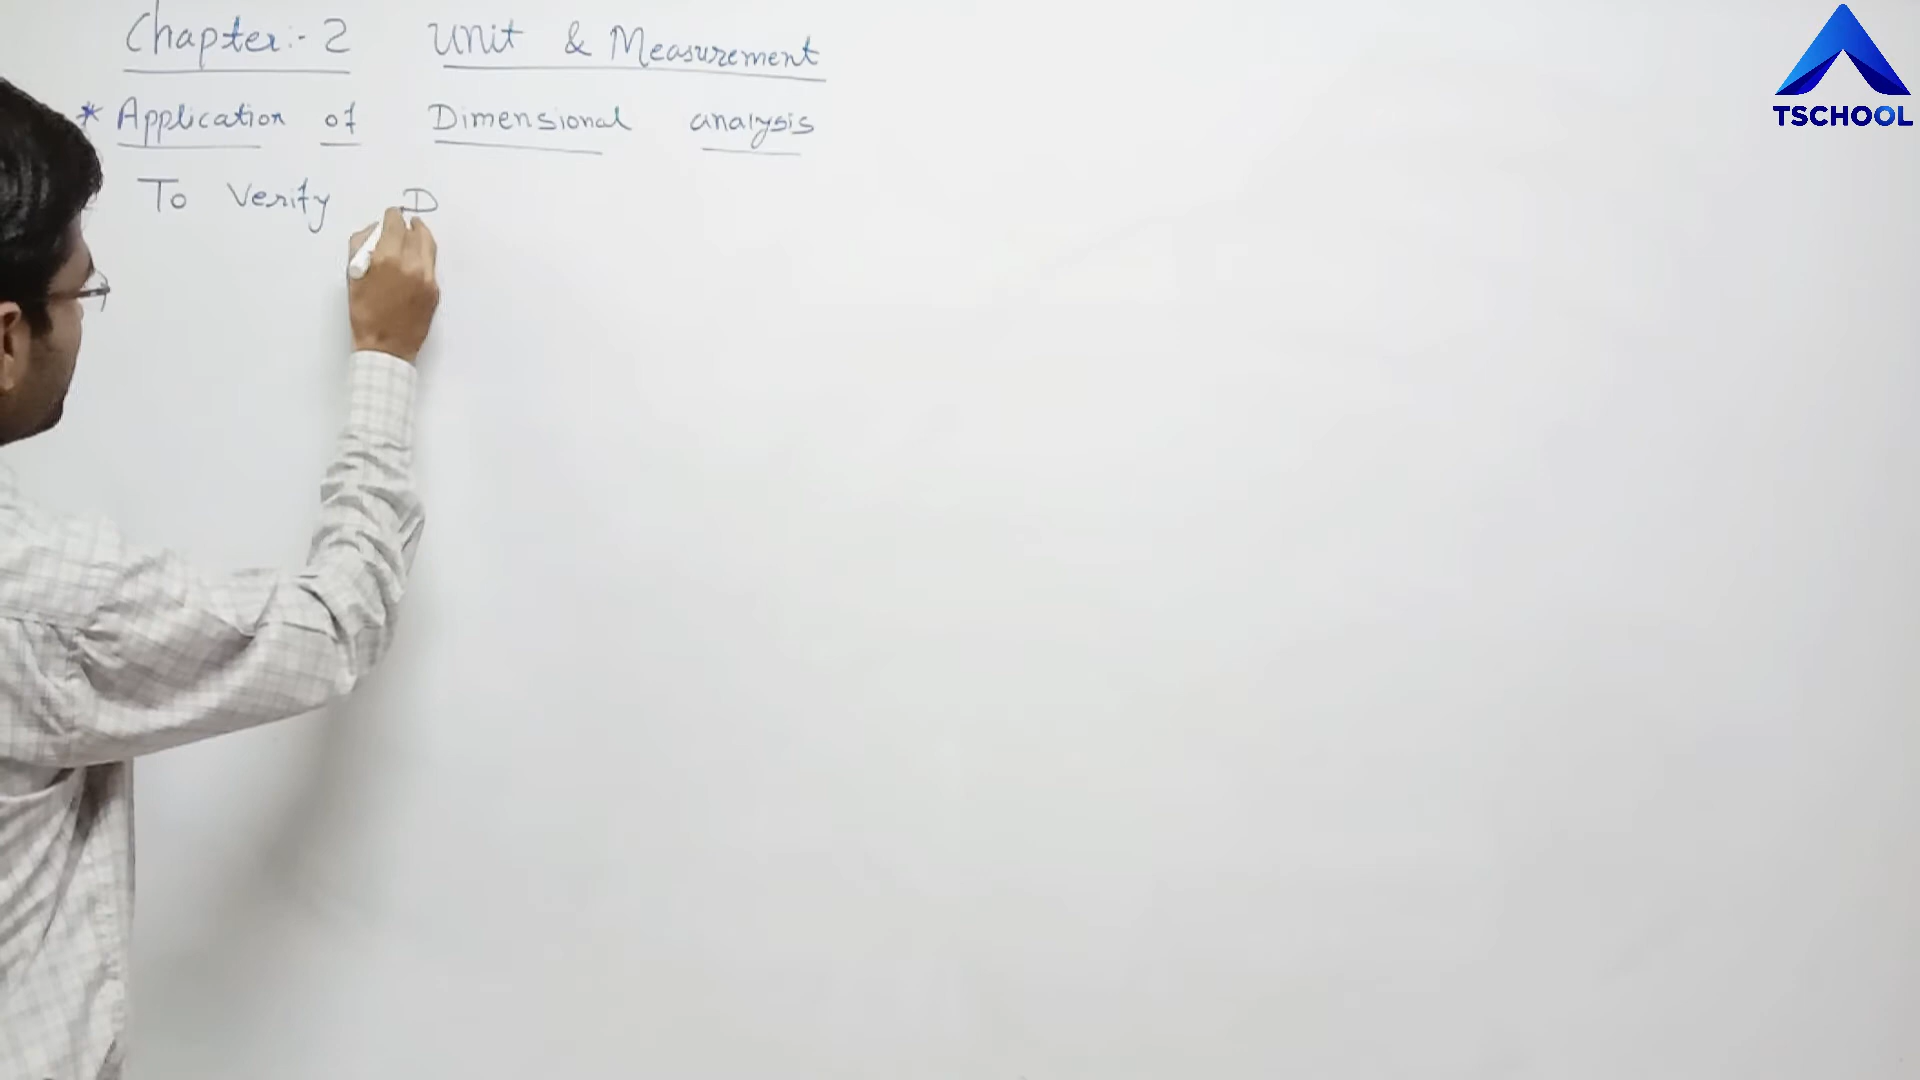 Chapter:- 2 Unit & Measurement
* Application of Dimensional analysis
To Verify D
TSCHOOL